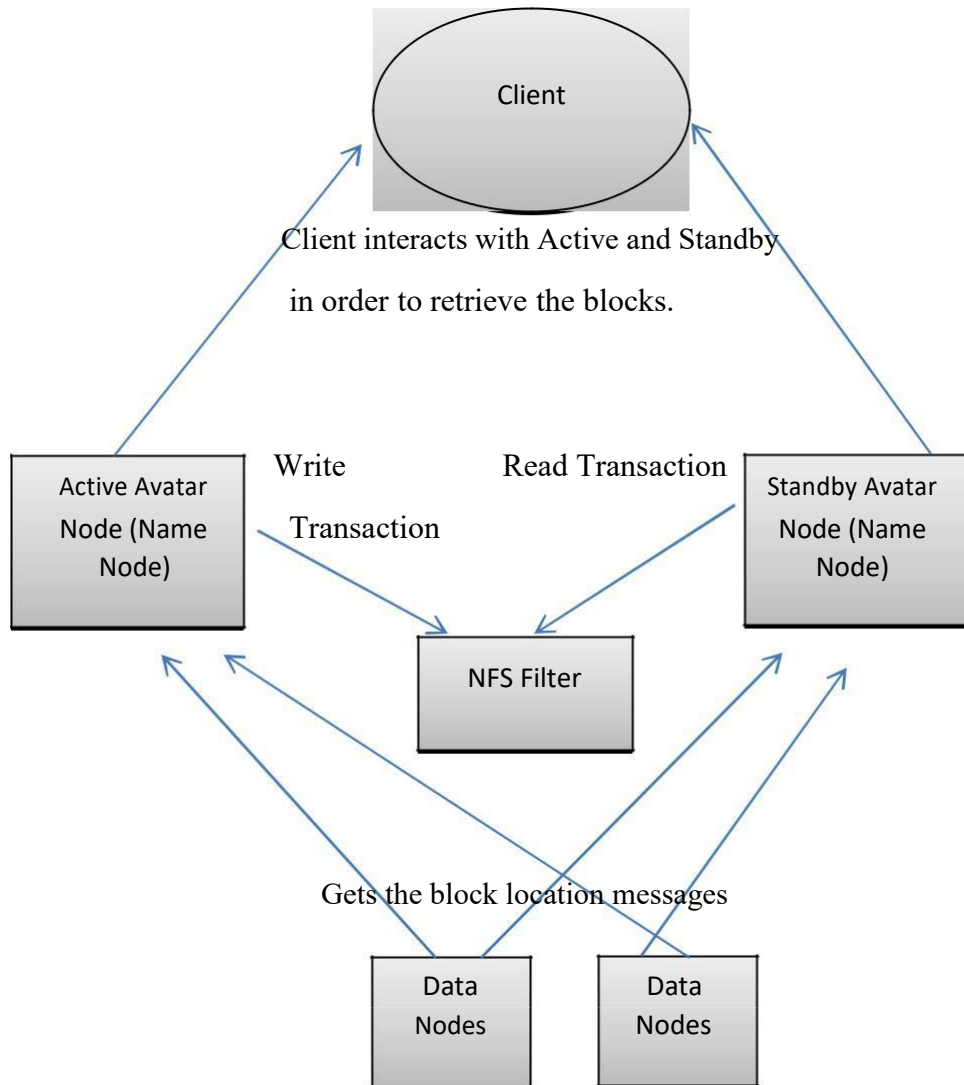 Client
Client interacts with Active and Standby
in order to retrieve the blocks.
Active Avatar
Node (Name
Node)
Write
Transaction
Read Transaction
Standby Avatar
Node (Name
Node)
NFS Filter
Gets the block location messages
Data
Nodes
Data
Nodes